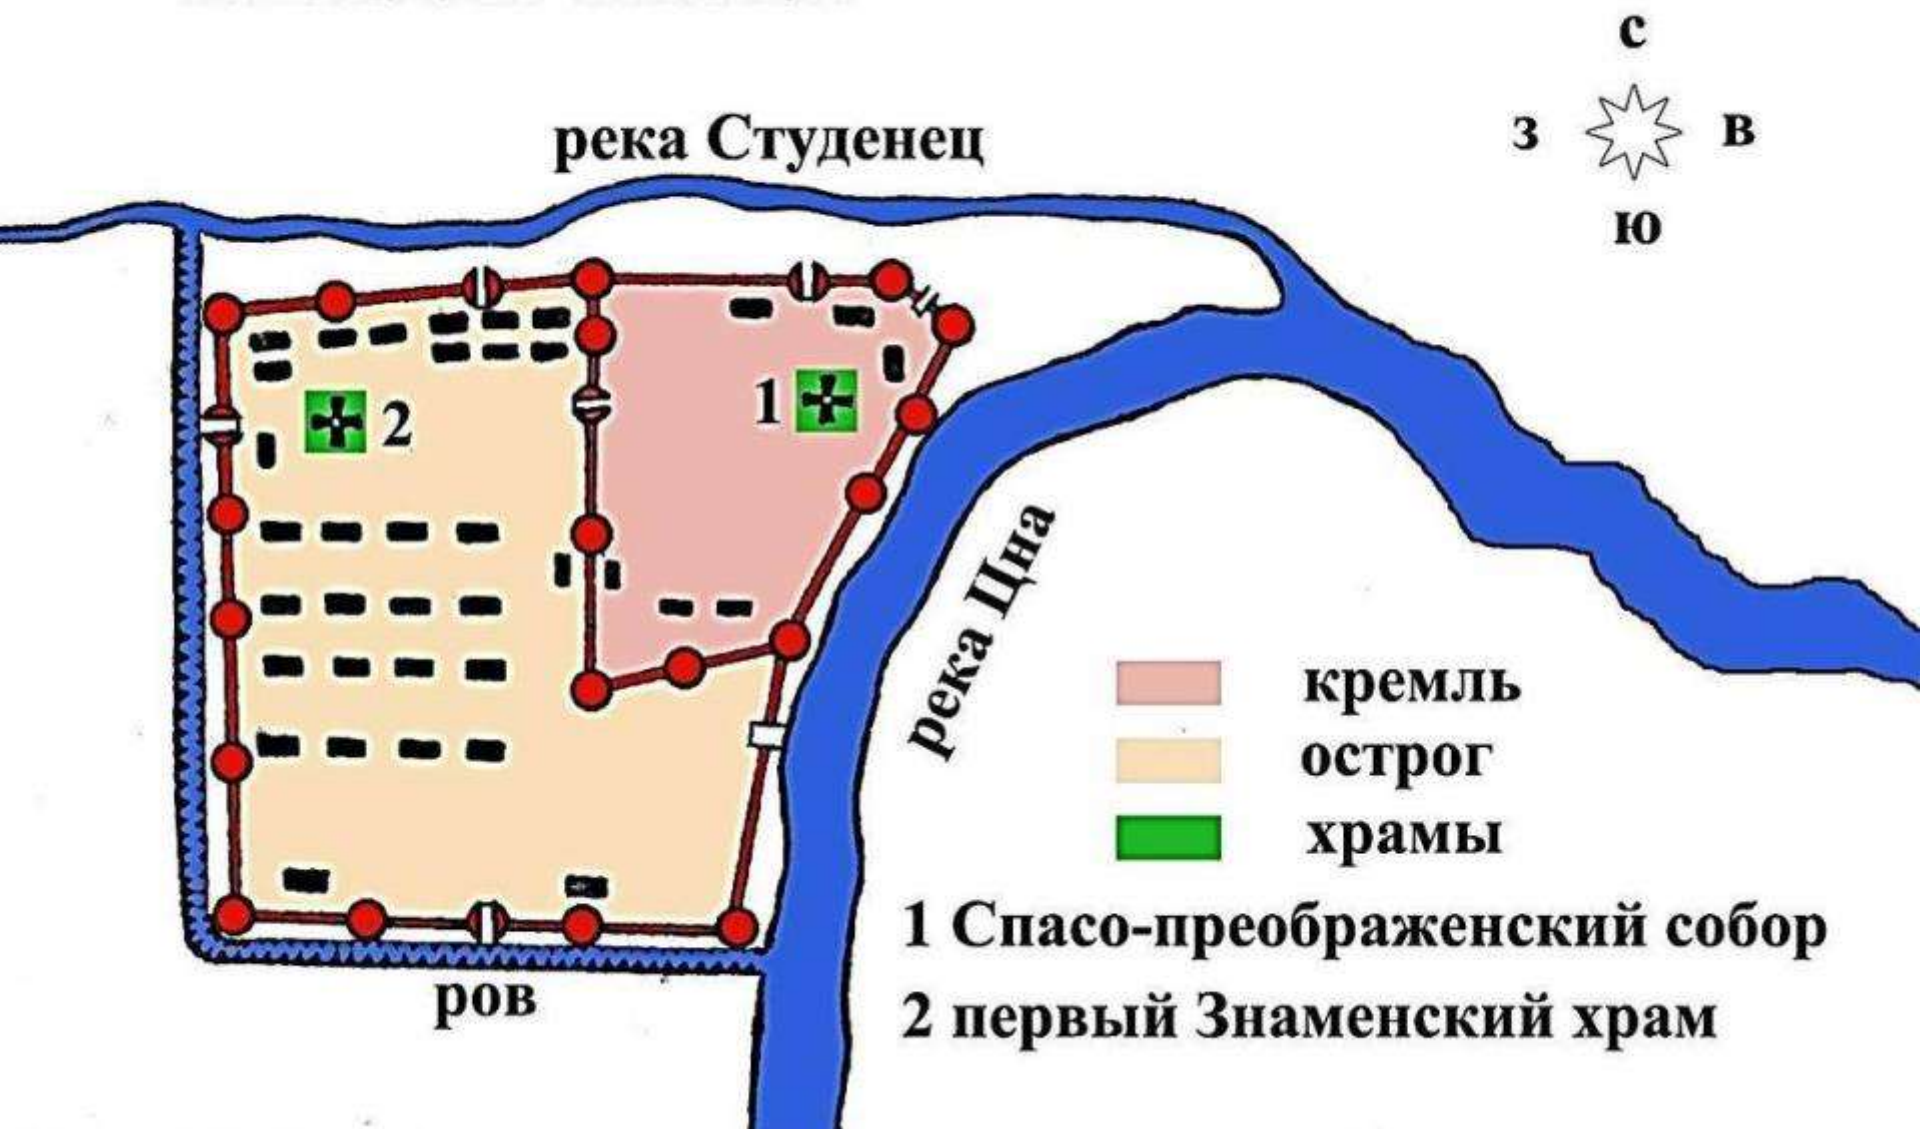 с
з
в
ю
река Студенец
1
2
река Цна
кремль
острог
храмы
1 Спасо-преображенский собор
2 первый Знаменский храм
ров